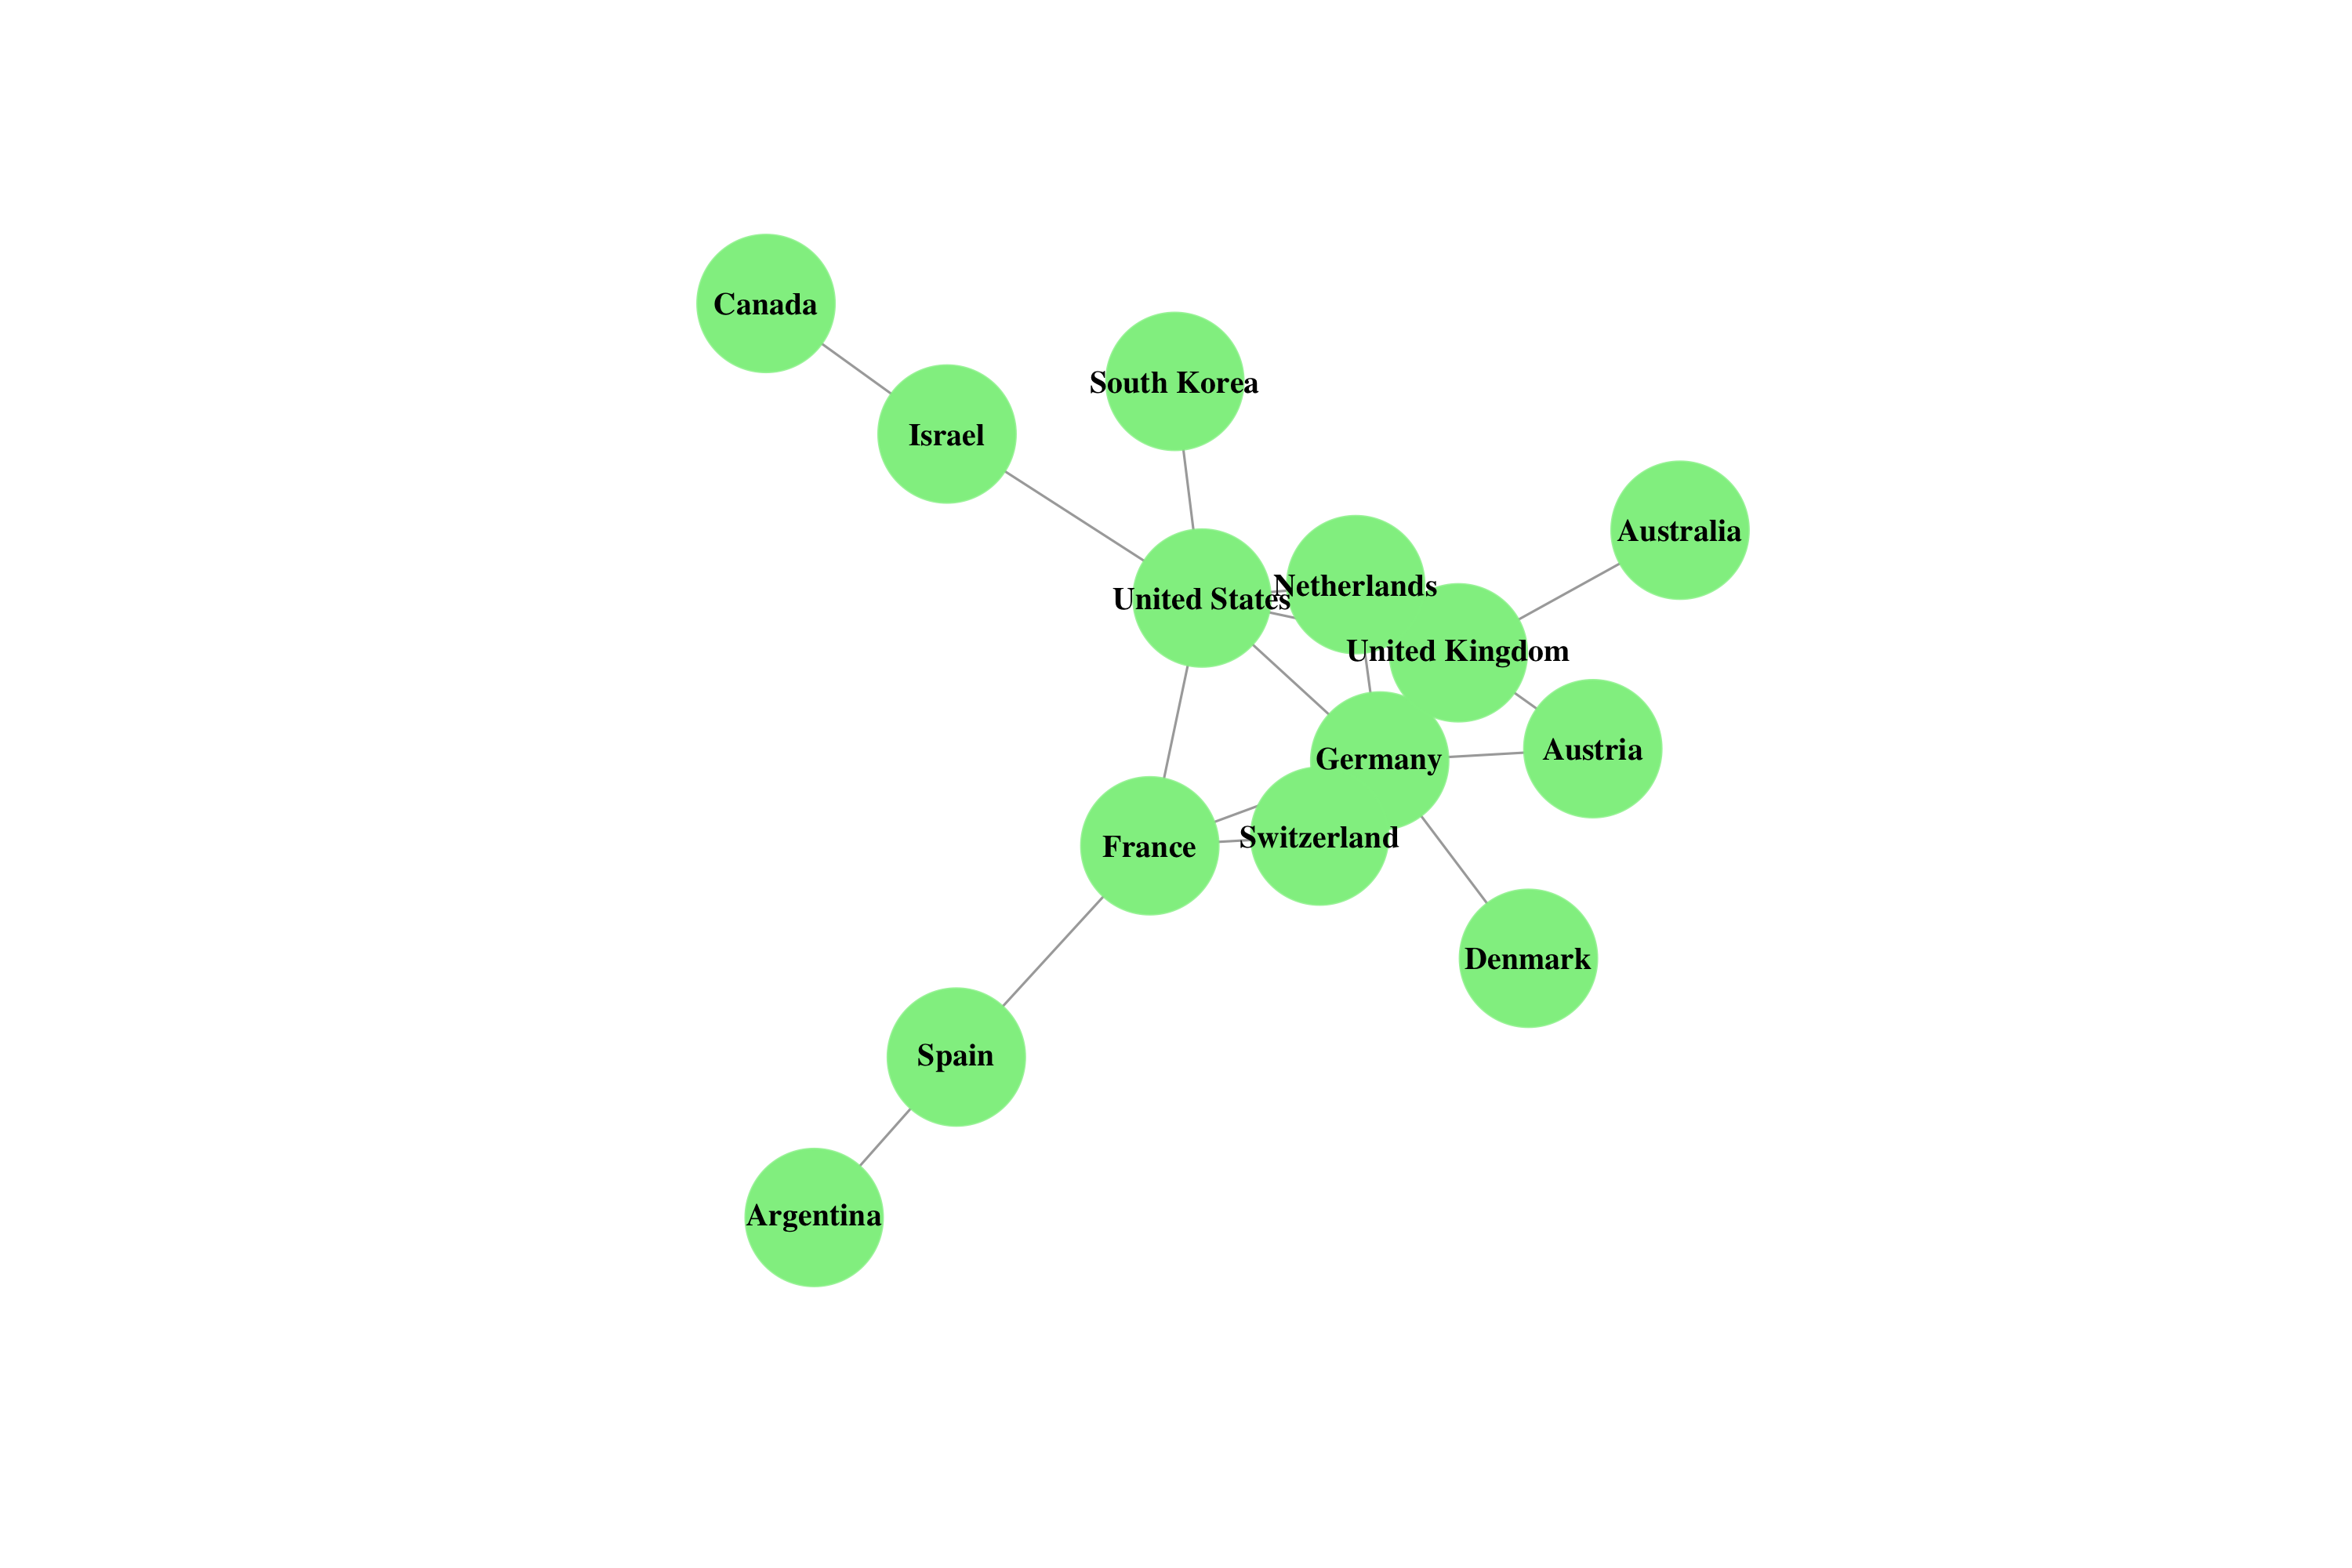 Canada
South Korea
Israel
Australia
Netherlands
United States
United Kingdom
Austria
Germany
Switzerland
France
Denmark
Spain
Argentina